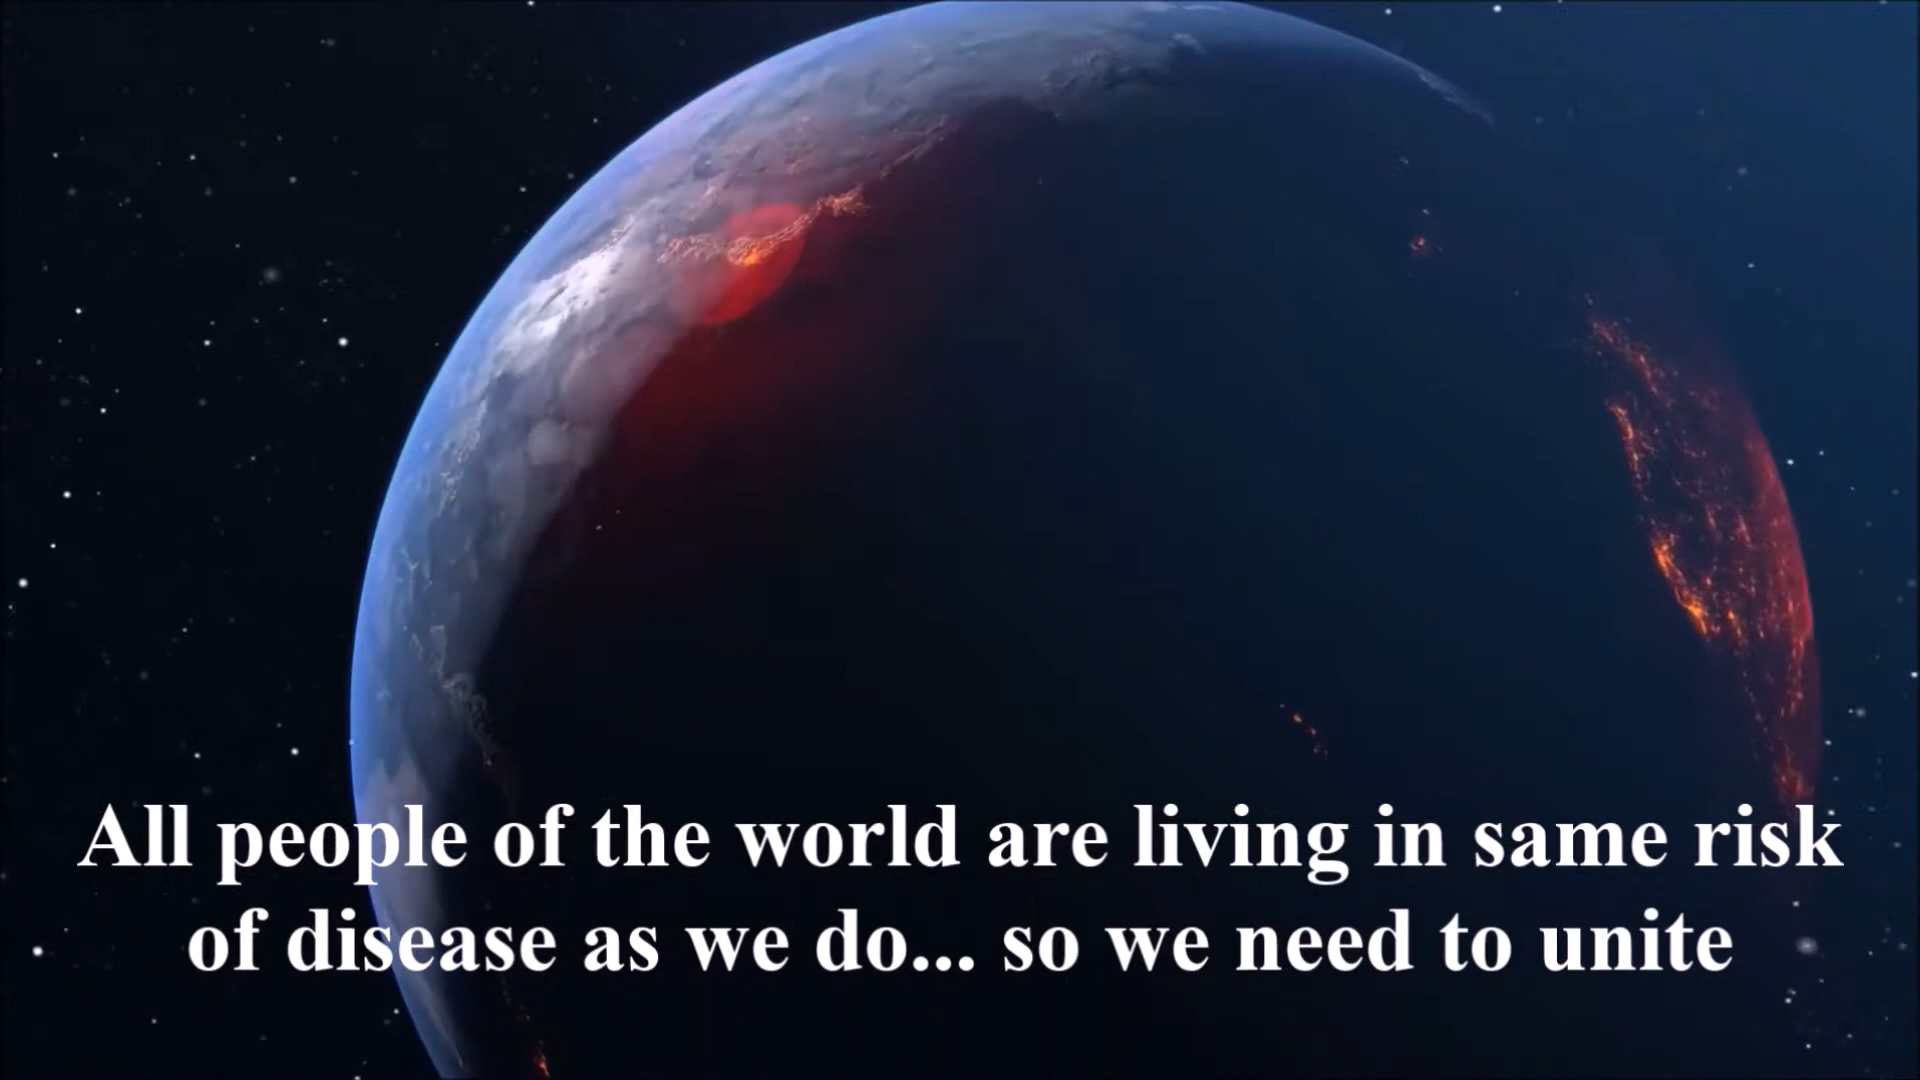 All people of the world are living in same risk
of disease as we do... so we need to unite